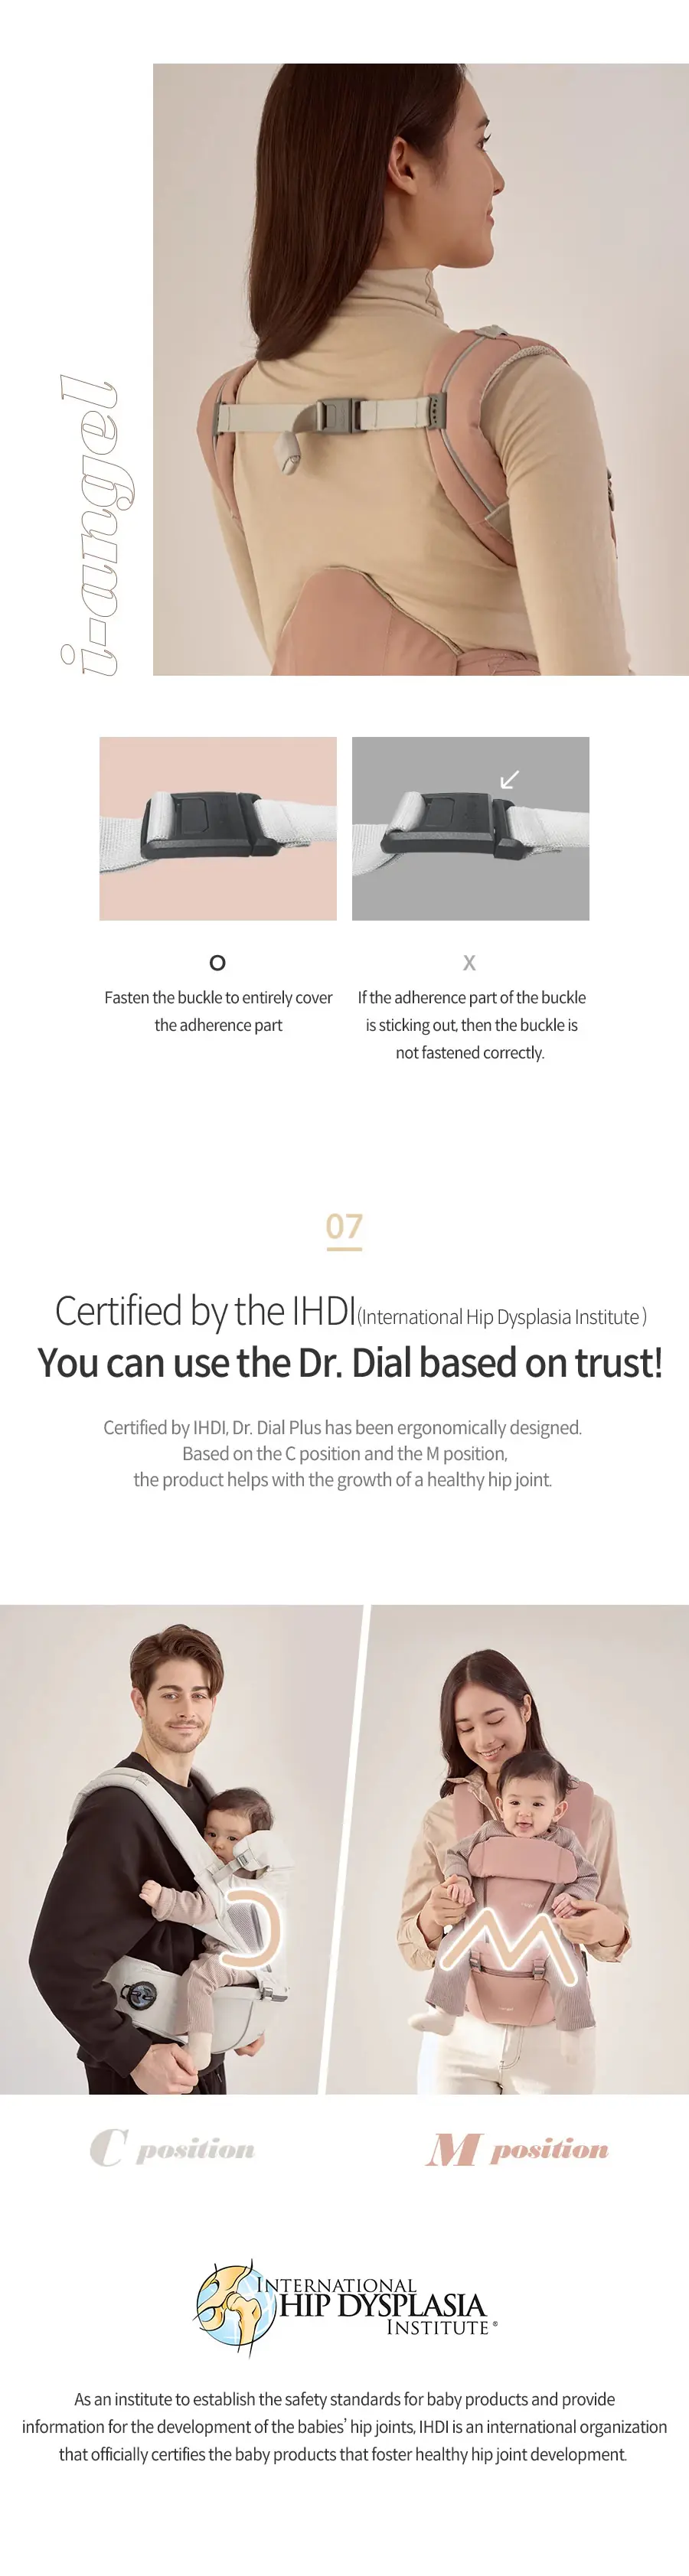 i-angel
O
Fasten the buckle to entirely cover
the adherence part
X
If the adherence part of the buckle
is sticking out, then the buckle is
not fastened correctly.
07
Certified by the IHDI(International Hip Dysplasia Institute )
You can use the Dr. Dial based on trust!
Certified by IHDI, Dr. Dial Plus has been ergonomically designed.
Based on the C position and the M position,
the product helps with the growth of a healthy hip joint.
C position
M position
INTERNATIONAL
HIP DYSPLASIA
INSTITUTE®
As an institute to establish the safety standards for baby products and provide
information for the development of the babies’ hip joints, IHDI is an international organization
that officially certifies the baby products that foster healthy hip joint development.